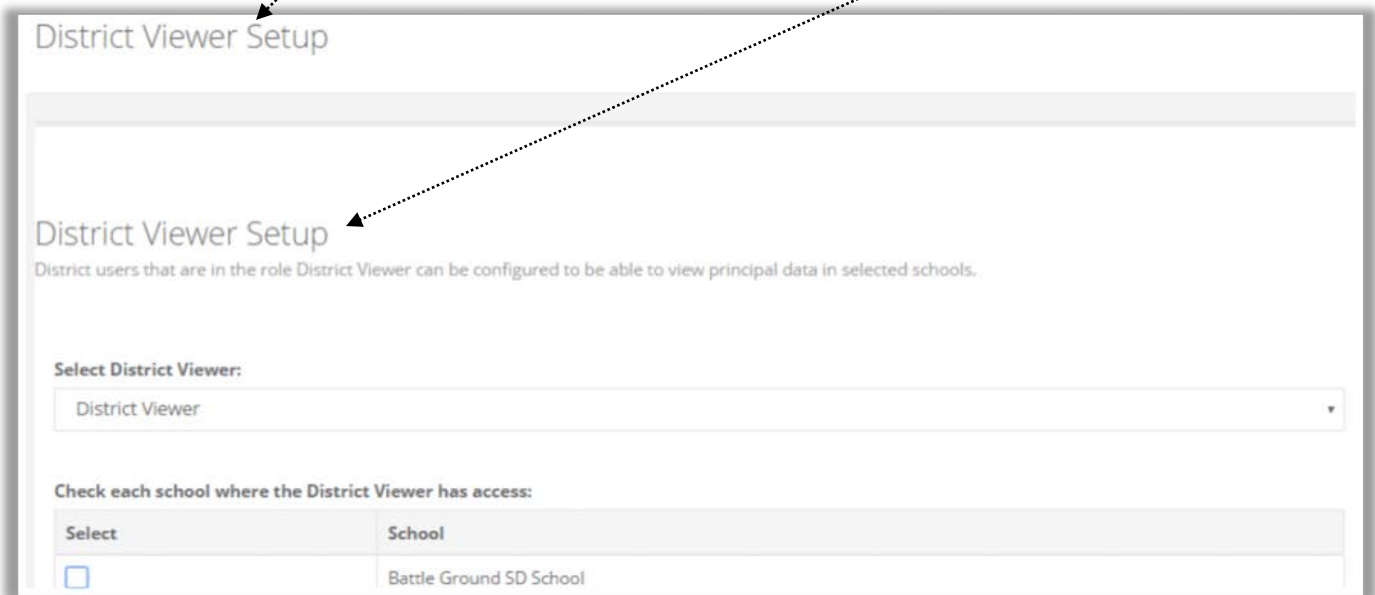 District Viewer Setup
District Viewer Setup
District users that are in the role District Viewer can be configured to be able to view principal data in selected schools.
Select District Viewer:
District Viewer
Check each school where the District Viewer has access:
Select School
Battle Ground SD School